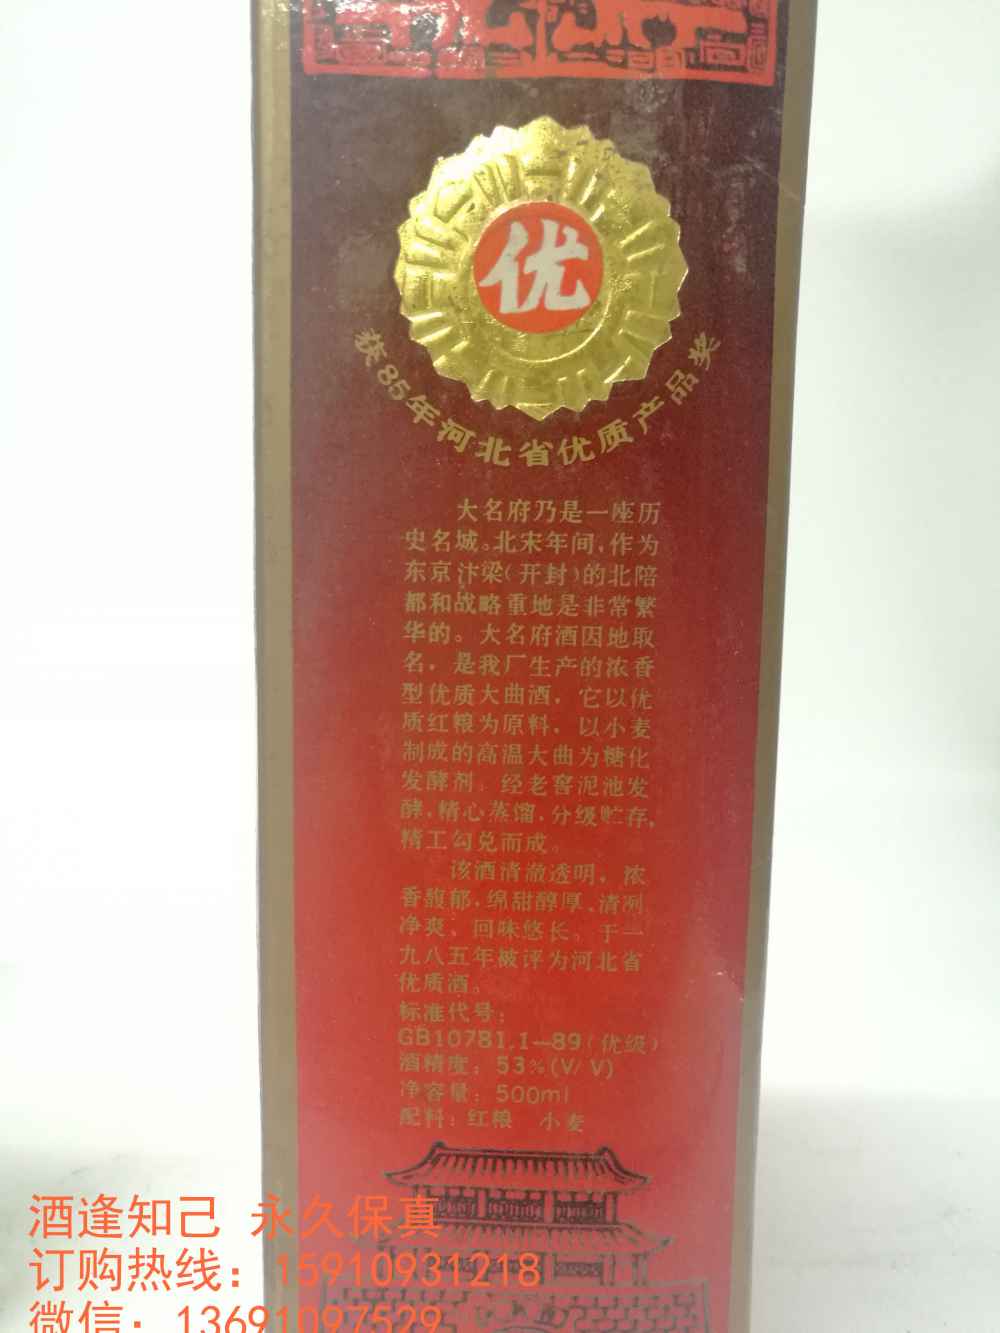 优
获85年河北省优质产品奖
大名府乃是一座历
史名城。北宋年间,作为
东京汴梁(开封)的北陪
都和战略重地是非常繁
华的。大名府酒因地取
名，是我厂生产的浓香
型优质大曲酒，它以优
质红粮为原料，以小麦
制成的高温大曲为糖化
发酵剂，经老窖泥池发
酵,精心蒸馏,分级贮存,
精工勾兑而成。
该酒清澈透明，浓
香馥郁,绵甜醇厚、清冽
净爽、回味悠长。于一
九八五年被评为河北省
优质酒。
标准代号：
GB10781.1—89(优级)
酒精度：53%(V/V)
净容量：500ml
配料：红粮 小麦
酒逢知己 永久保真
订购热线：15910931218
微信：13691097529